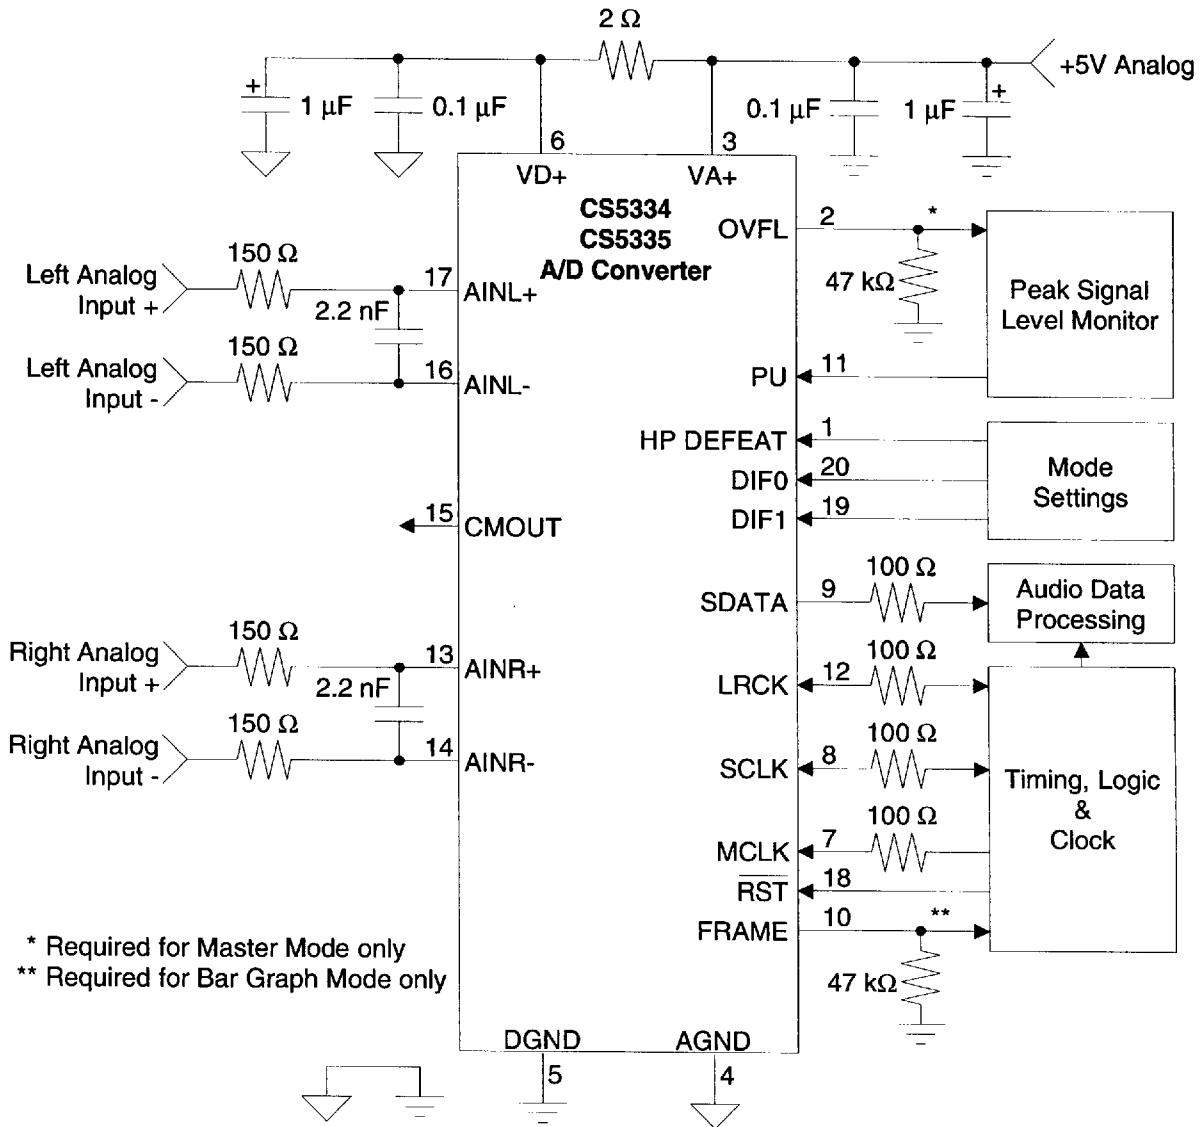 2 Ω
+5V Analog
+
1 μF
0.1 μF
0.1 μF
1 μF
+
6
3
VD+
VA+
CS5334
CS5335
A/D Converter
OVFL
2
*
47 kΩ
Peak Signal
Level Monitor
PU
11
Left Analog
Input +
150 Ω
17
AINL+
2.2 nF
Left Analog
Input -
150 Ω
16
AINL-
HP DEFEAT
1
DIF0
20
DIF1
19
Mode
Settings
15
CMOUT
SDATA
9
100 Ω
Audio Data
Processing
Right Analog
Input +
150 Ω
13
AINR+
2.2 nF
Right Analog
Input -
150 Ω
14
AINR-
LRCK
12
100 Ω
SCLK
8
100 Ω
MCLK
7
100 Ω
RST
18
FRAME
10
**
47 kΩ
Timing, Logic
&
Clock
* Required for Master Mode only
** Required for Bar Graph Mode only
DGND
AGND
5
4